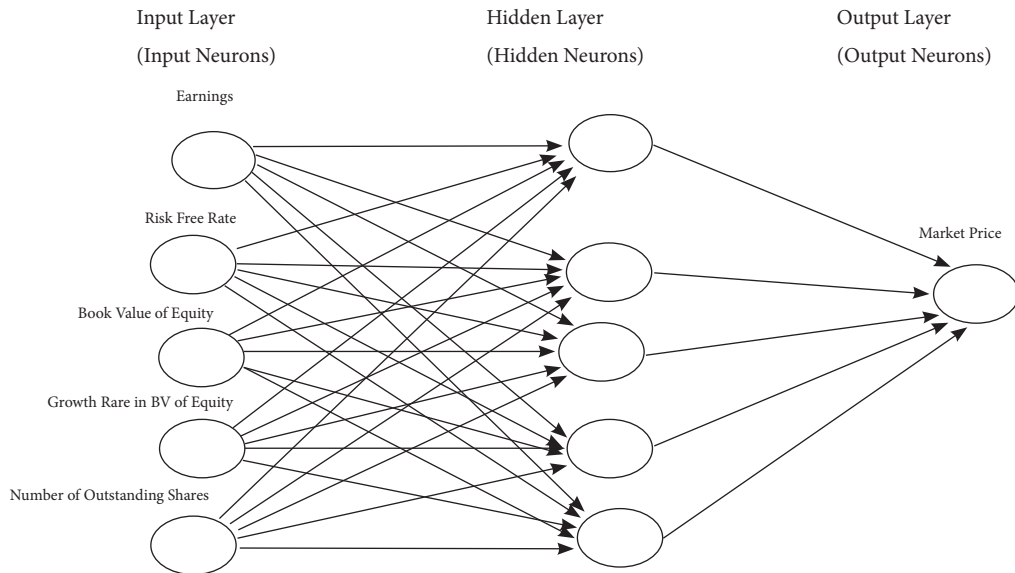 Input Layer
(Input Neurons)
Hidden Layer
(Hidden Neurons)
Output Layer
(Output Neurons)
Earnings
Risk Free Rate
Book Value of Equity
Growth Rare in BV of Equity
Number of Outstanding Shares
Market Price